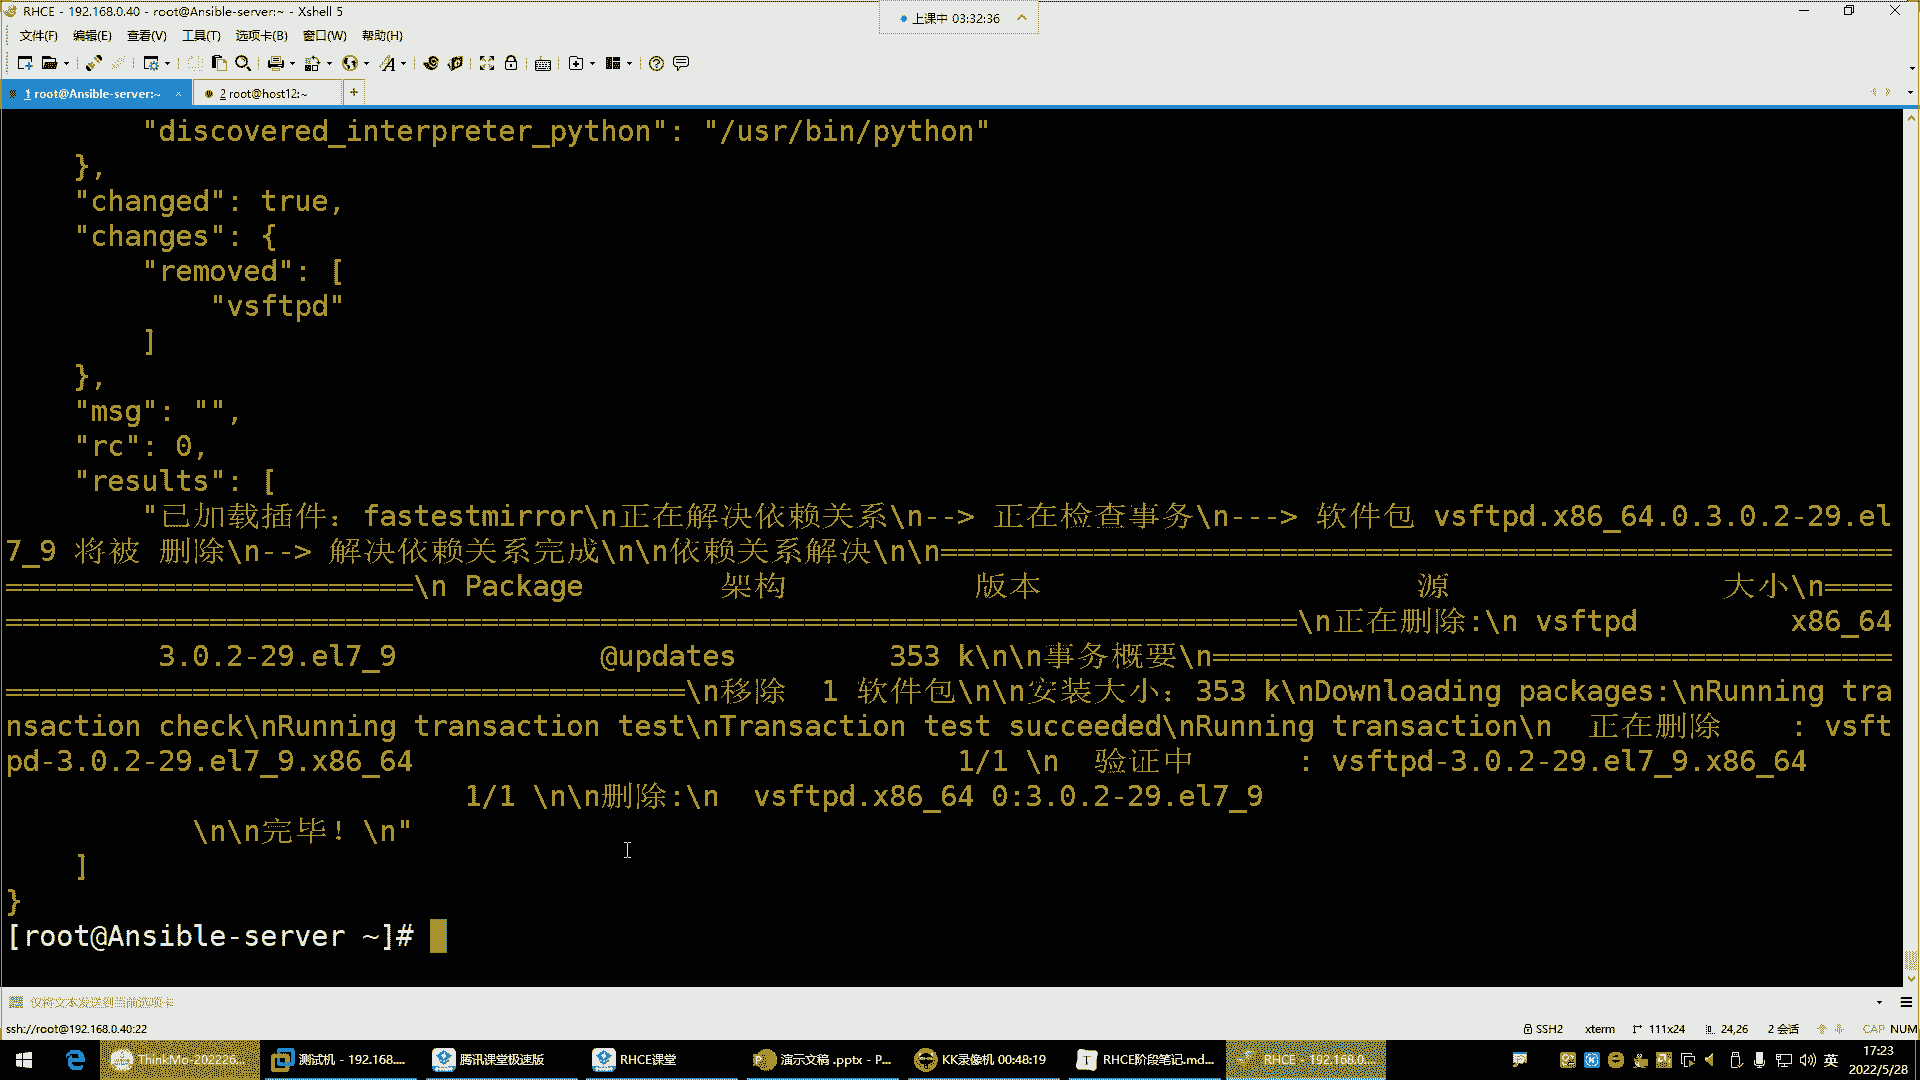 RHCE - 192.168.0.40 - root@Ansible-server:~ - Xshell 5
上课中 03:32:36
文件(F) 编辑(E) 查看(V) 工具(T) 选项卡(B) 窗口(W) 帮助(H)
1 root@Ansible-server:~ × 2 root@host12:~ +
"discovered_interpreter_python": "/usr/bin/python"
},
"changed": true,
"changes": {
"removed": [
"vsftpd"
]
},
"msg": "",
"rc": 0,
"results": [
"已加载插件：fastestmirror\n正在解决依赖关系\n--> 正在检查事务\n---> 软件包 vsftpd.x86_64.0.3.0.2-29.el
7_9 将被 删除\n--> 解决依赖关系完成\n\n依赖关系解决\n\n========================================================
========================\n Package 架构 版本 源 大小\n====
============================================================================\n正在删除:\n vsftpd x86_64
3.0.2-29.el7_9 @updates 353 k\n\n事务概要\n========================================
========================================\n移除 1 软件包\n\n安装大小：353 k\nDownloading packages:\nRunning tra
nsaction check\nRunning transaction test\nTransaction test succeeded\nRunning transaction\n 正在删除 : vsft
pd-3.0.2-29.el7_9.x86_64 1/1 \n 验证中 : vsftpd-3.0.2-29.el7_9.x86_64
1/1 \n\n删除:\n vsftpd.x86_64 0:3.0.2-29.el7_9
\n\n完毕！\n"
]
}
[root@Ansible-server ~]#
仅将文本发送到当前选项卡
ssh://root@192.168.0.40:22 SSH2 xterm 111x24 24,26 2 会话 CAP NUM
ThinkMo-202226... 测试机 - 192.168.... 腾讯课堂极速版 RHCE课堂 演示文稿 .pptx - P... KK录像机 00:48:19 RHCE阶段笔记.md... RHCE - 192.168.0... 英 17:23
2022/5/28